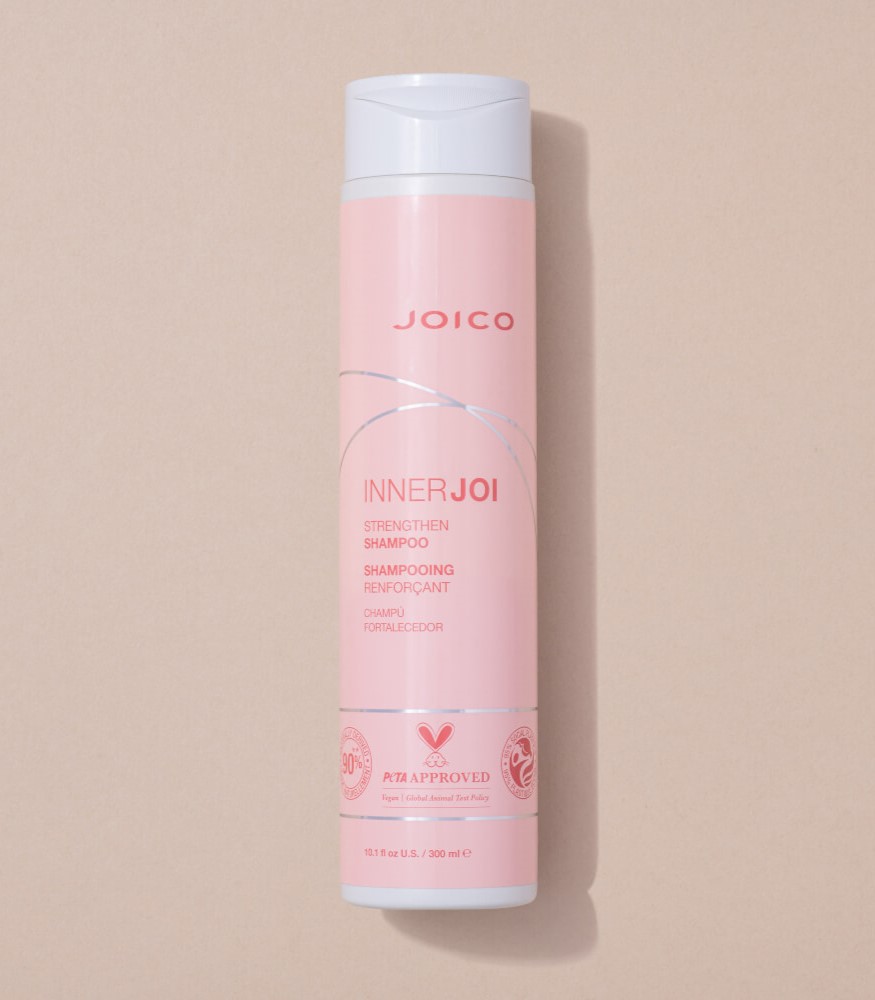 JOICO
INNERJOI
STRENGTHEN
SHAMPOO
SHAMPOOING
RENFORÇANT
CHAMPÚ
FORTALECEDOR
90%
PETA APPROVED
Vegan | Global Animal Test Policy
10.1 fl oz U.S. / 300 ml ℮